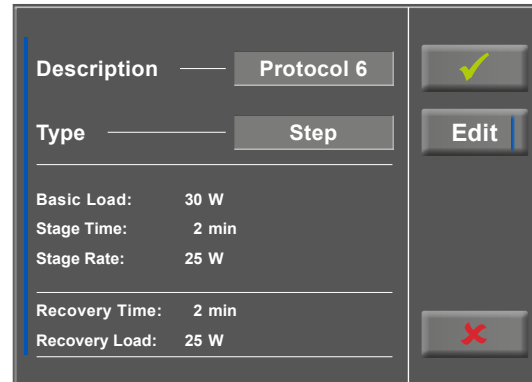 Description Protocol 6
Type Step
Basic Load: 30 W
Stage Time: 2 min
Stage Rate: 25 W
Recovery Time: 2 min
Recovery Load: 25 W
Edit